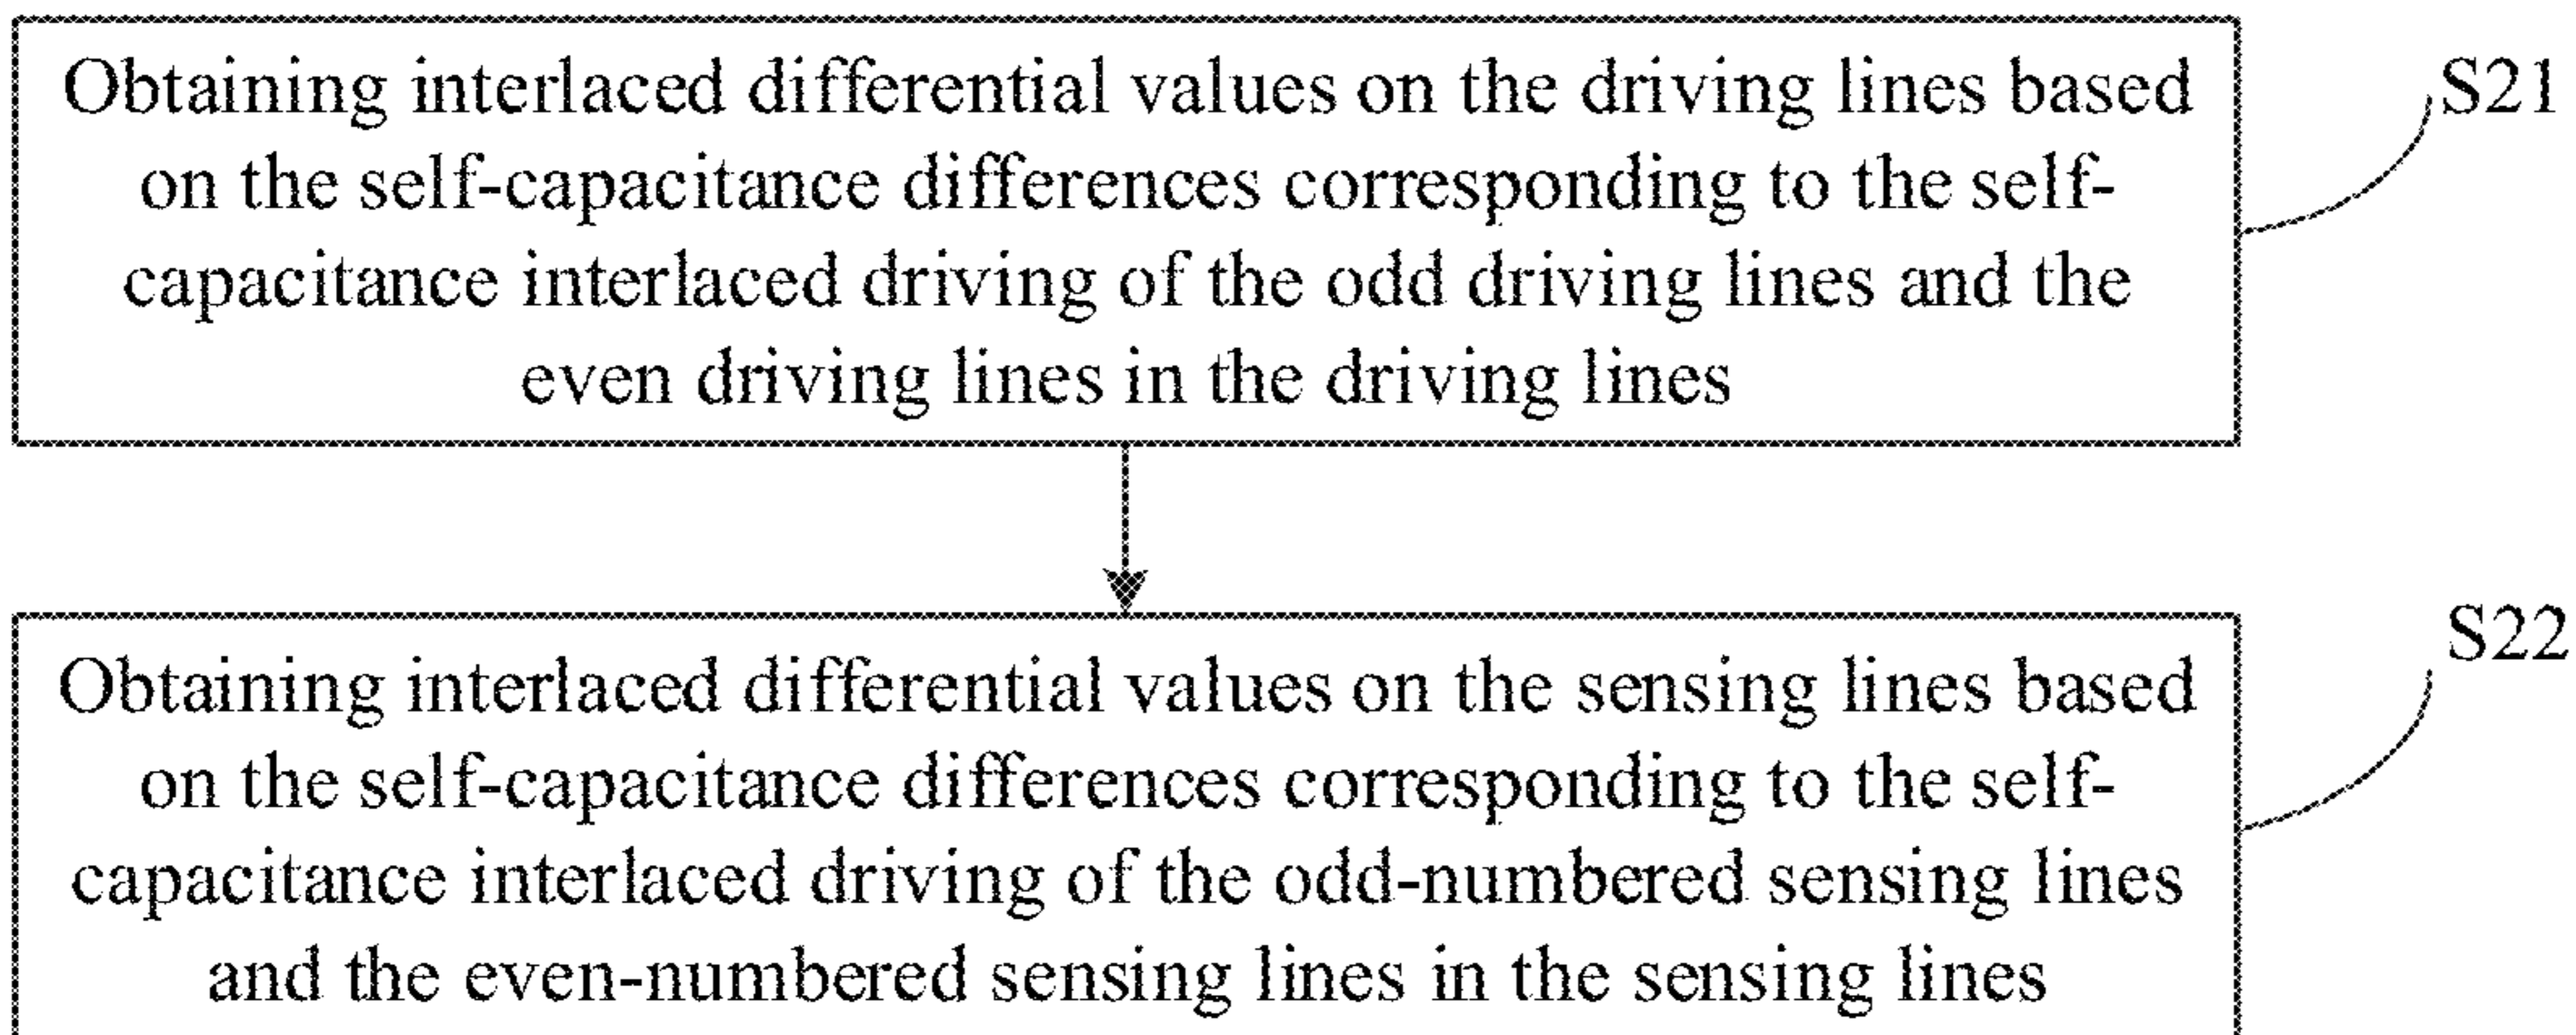 Obtaining interlaced differential values on the driving lines based
on the self-capacitance differences corresponding to the self-
capacitance interlaced driving of the odd driving lines and the
even driving lines in the driving lines
S21
Obtaining interlaced differential values on the sensing lines based
on the self-capacitance differences corresponding to the self-
capacitance interlaced driving of the odd-numbered sensing lines
and the even-numbered sensing lines in the sensing lines
S22